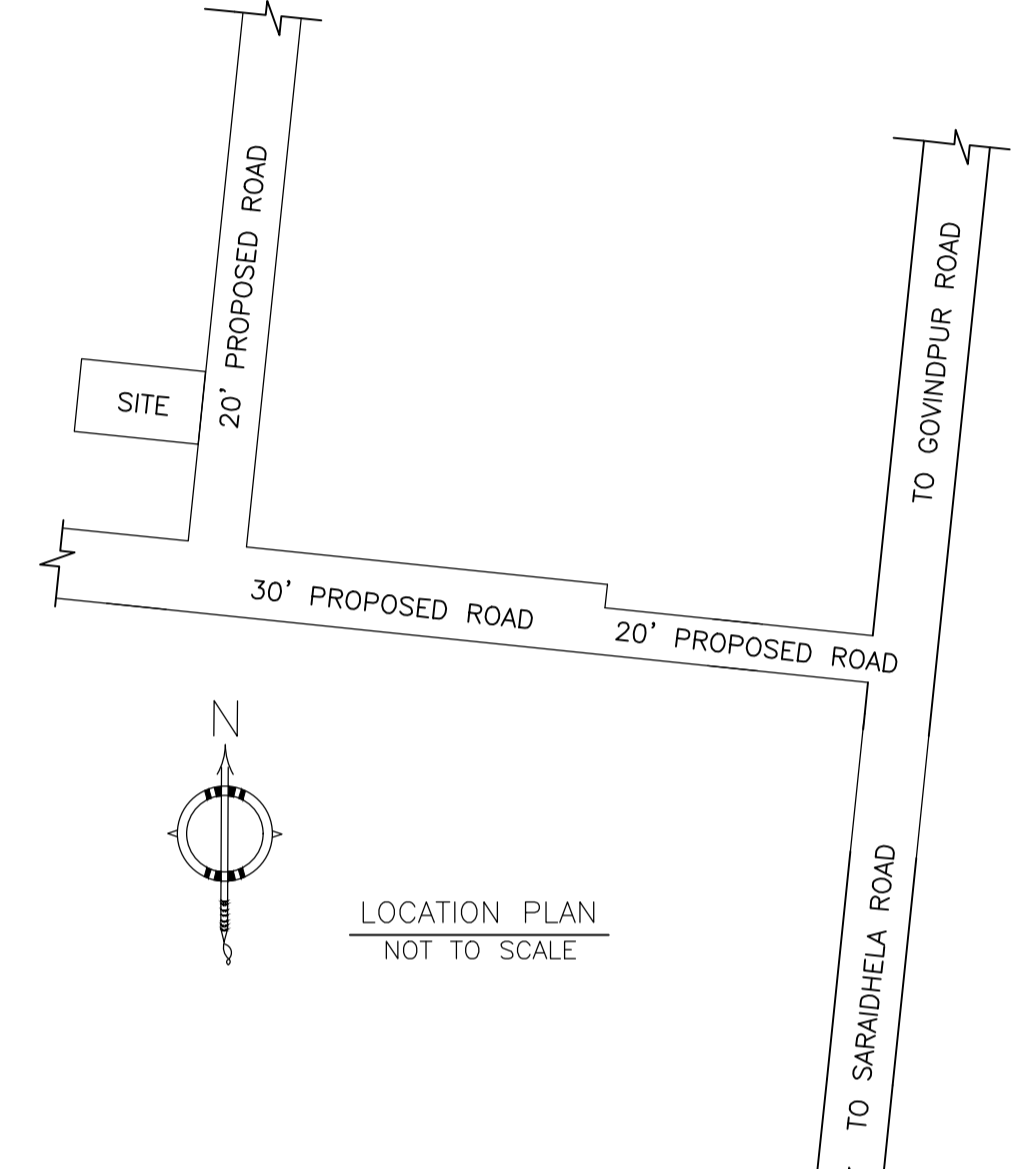 20' PROPOSED ROAD
TO GOVINDPUR ROAD
SITE
30' PROPOSED ROAD
20' PROPOSED ROAD
N
TO SARAIDHELA ROAD
LOCATION PLAN
NOT TO SCALE